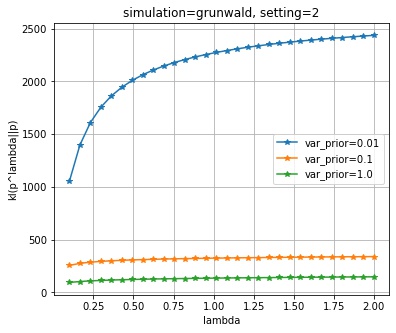 simulation=grunwald, setting=2
2500
2000
1500
1000
500
0
kl(p^lambda||p)
var_prior=0.01
var_prior=0.1
var_prior=1.0
0.25 0.50 0.75 1.00 1.25 1.50 1.75 2.00
lambda